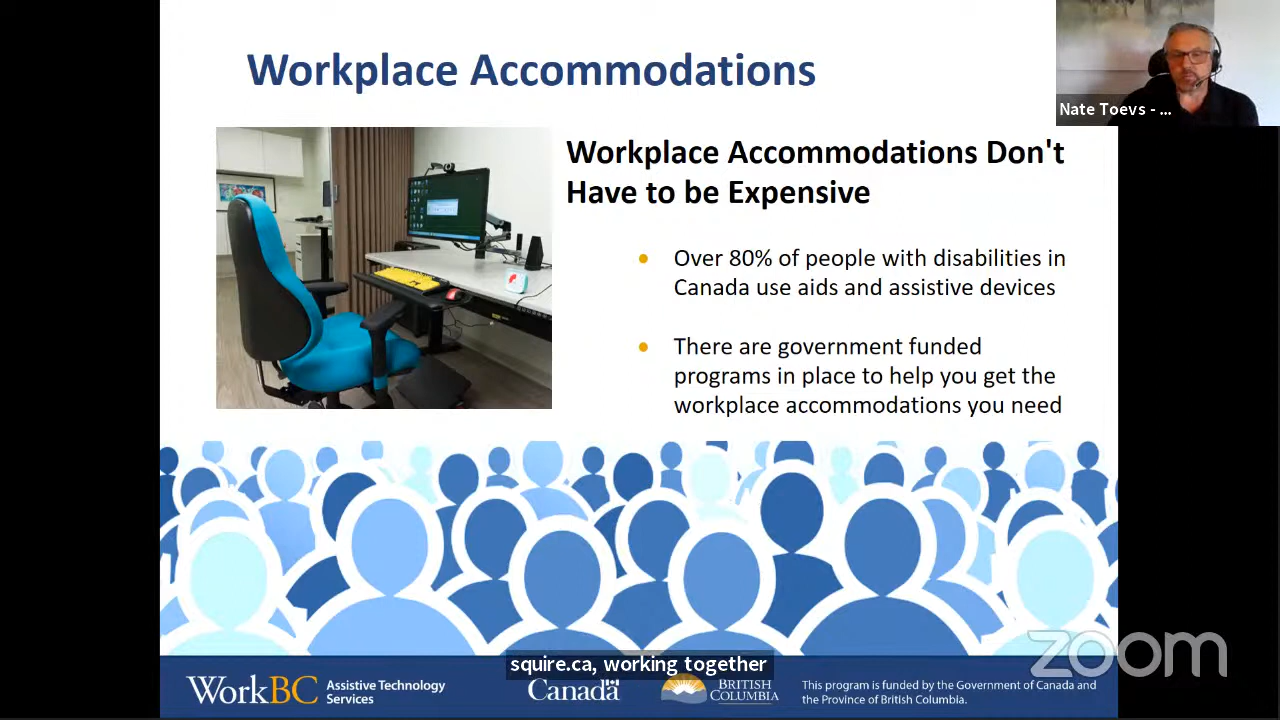 Workplace Accommodations
Nate Toevs - ...
Workplace Accommodations Don't
Have to be Expensive
• Over 80% of people with disabilities in
Canada use aids and assistive devices
• There are government funded
programs in place to help you get the
workplace accommodations you need
zoom
squire.ca, working together
WorkBC
Assistive Technology
Services
Canada
BRITISH
COLUMBIA
This program is funded by the Government of Canada and
the Province of British Columbia.